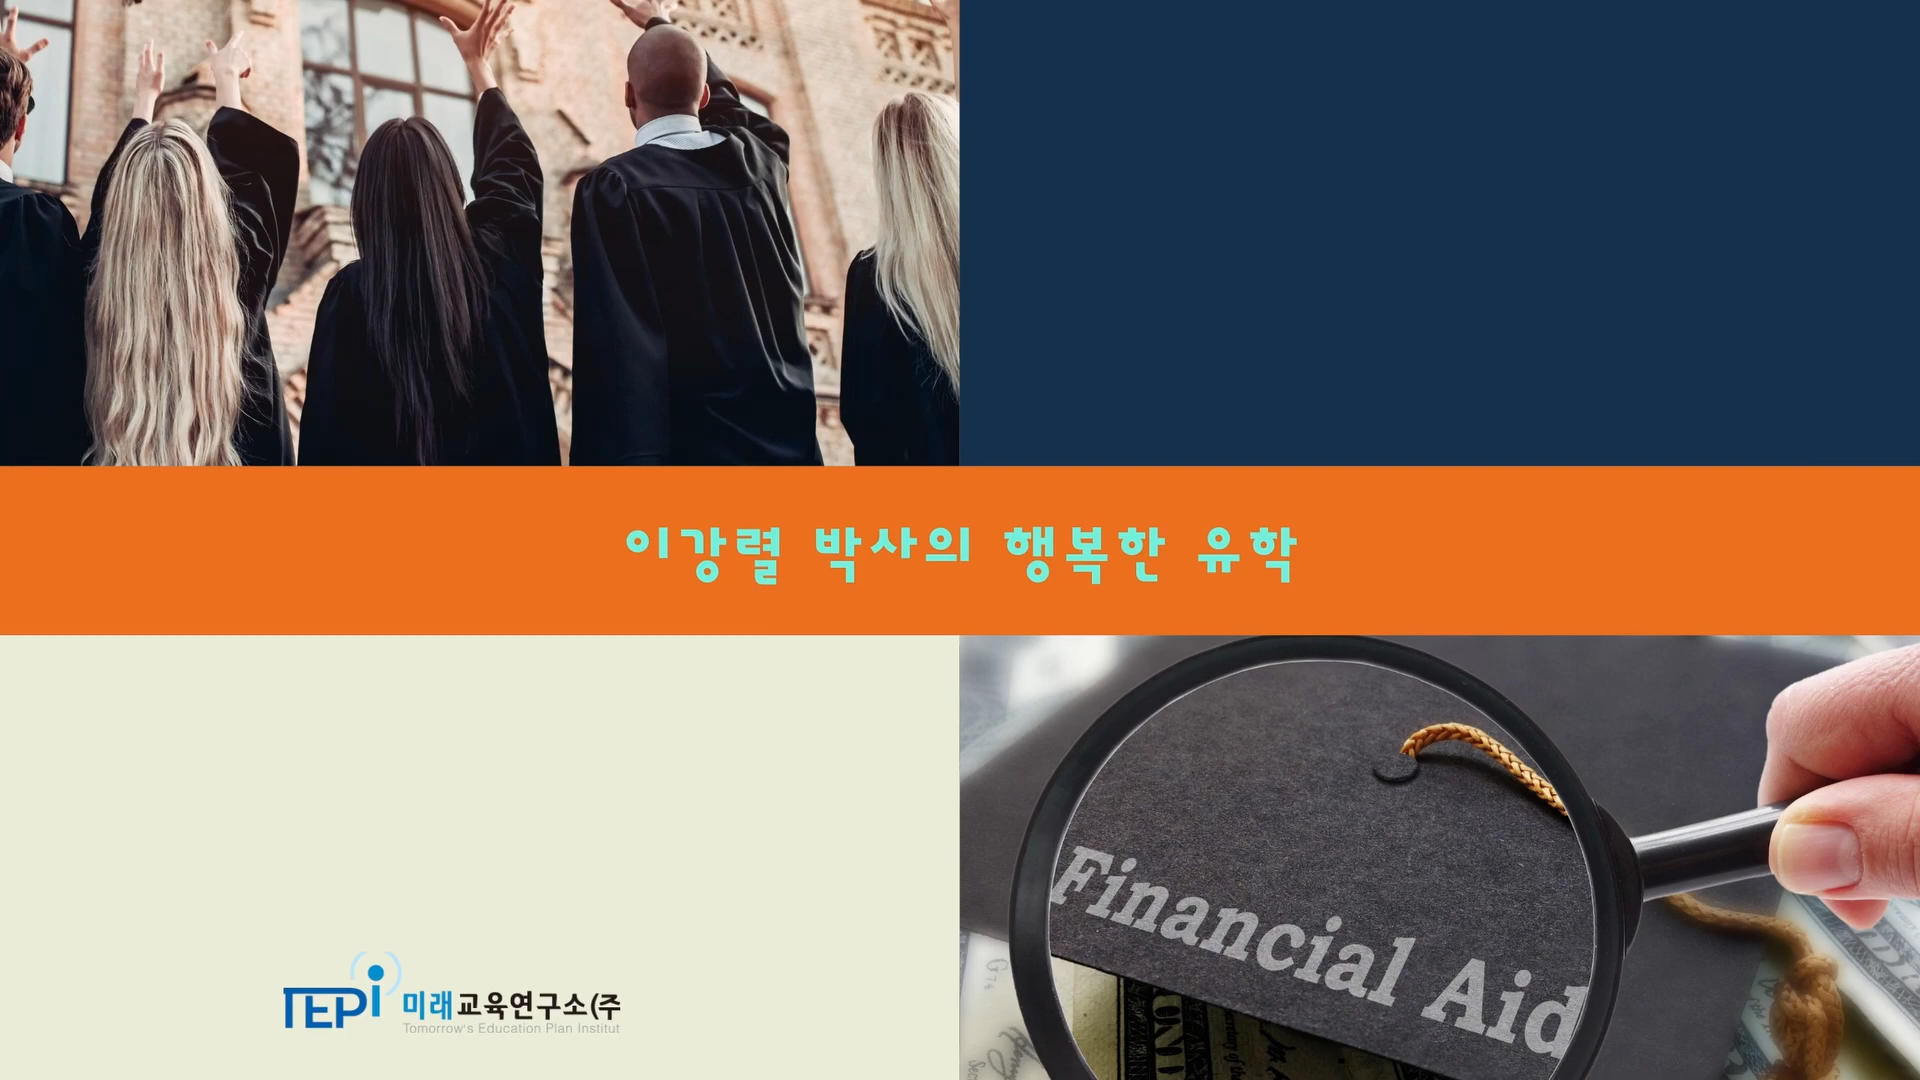 이강렬 박사의 행복한 유학
Financial Aid
TEPi 미래교육연구소(주
Tomorrow's Education Plan Institut